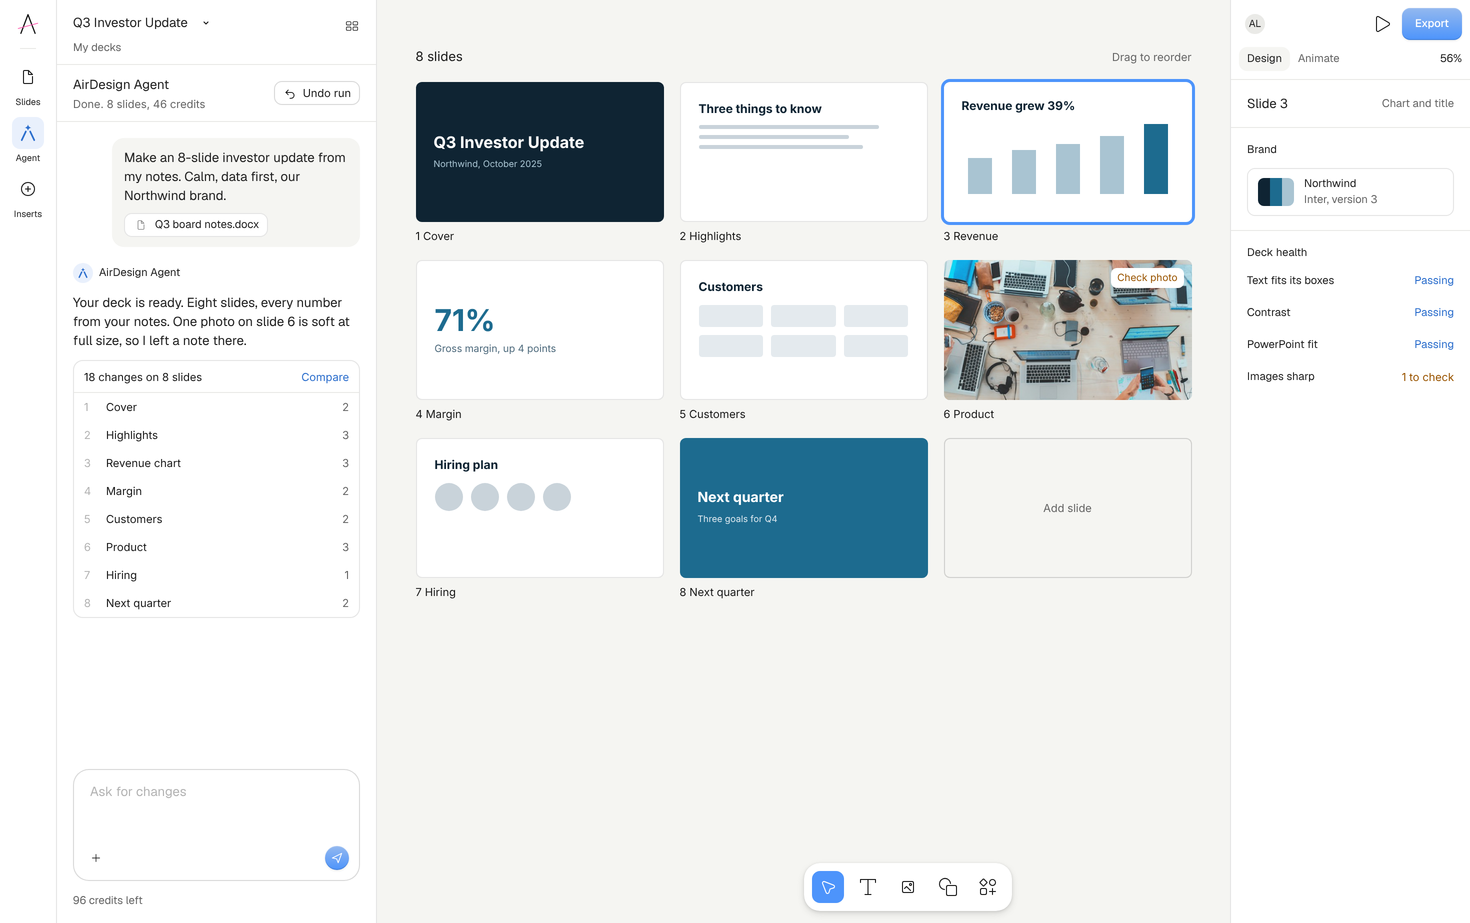 Q3 Investor Update
My decks
Slides
Agent
Inserts
AirDesign Agent
Done. 8 slides, 46 credits
Undo run
Make an 8-slide investor update from
my notes. Calm, data first, our
Northwind brand.
Q3 board notes.docx
AirDesign Agent
Your deck is ready. Eight slides, every number
from your notes. One photo on slide 6 is soft at
full size, so I left a note there.
18 changes on 8 slides Compare
1 Cover 2
2 Highlights 3
3 Revenue chart 3
4 Margin 2
5 Customers 2
6 Product 3
7 Hiring 1
8 Next quarter 2
Ask for changes
96 credits left
8 slides
Drag to reorder
Q3 Investor Update
Northwind, October 2025
1 Cover
Three things to know
2 Highlights
Revenue grew 39%
3 Revenue
71%
Gross margin, up 4 points
4 Margin
Customers
5 Customers
Check photo
6 Product
Hiring plan
7 Hiring
Next quarter
Three goals for Q4
8 Next quarter
Add slide
AL
Export
Design Animate 56%
Slide 3 Chart and title
Brand
Northwind
Inter, version 3
Deck health
Text fits its boxes Passing
Contrast Passing
PowerPoint fit Passing
Images sharp 1 to check